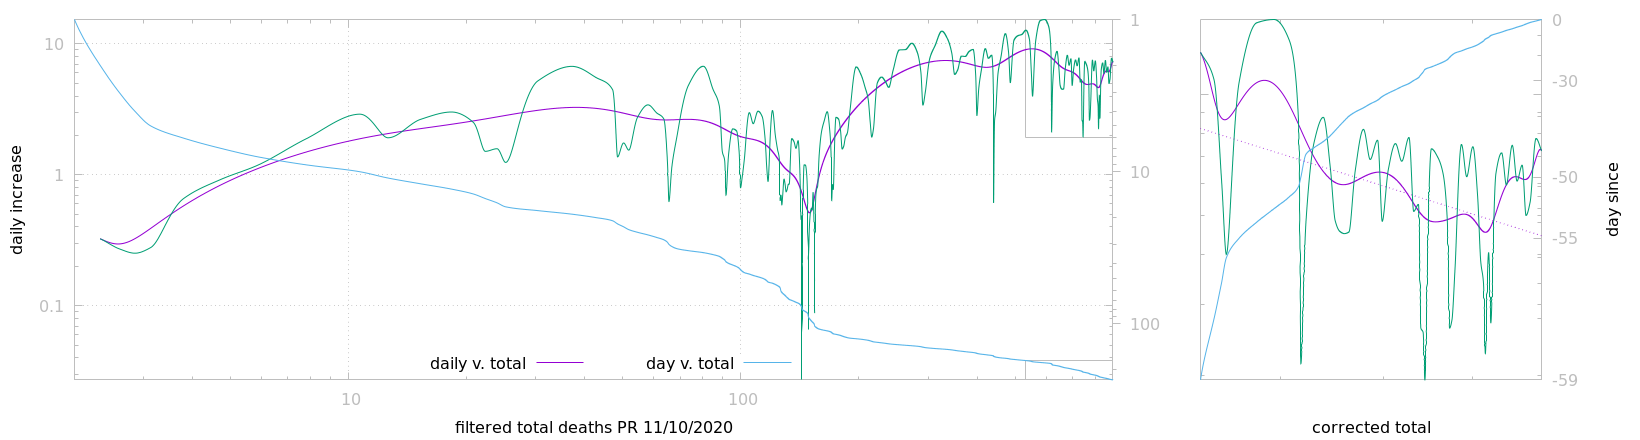 daily increase
10
1
0.1
10
100
1
10
100
daily v. total
day v. total
filtered total deaths PR 11/10/2020
0
-30
-50
-55
-59
day since
corrected total